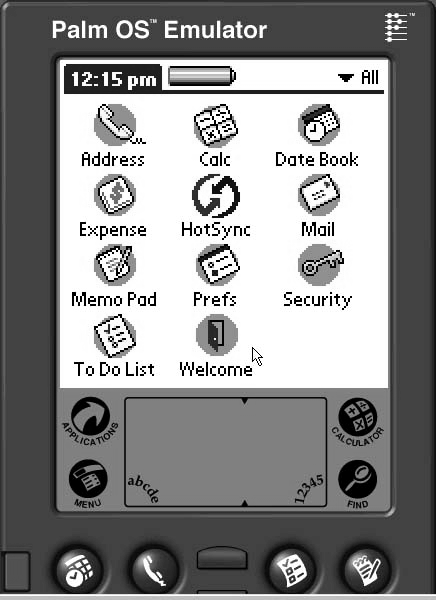 Palm OS™ Emulator
12:15 pm
All
Address
Calc
Date Book
Expense
HotSync
Mail
Memo Pad
Prefs
Security
To Do List
Welcome
APPLICATIONS
CALCULATOR
MENU
abcde
12345
FIND